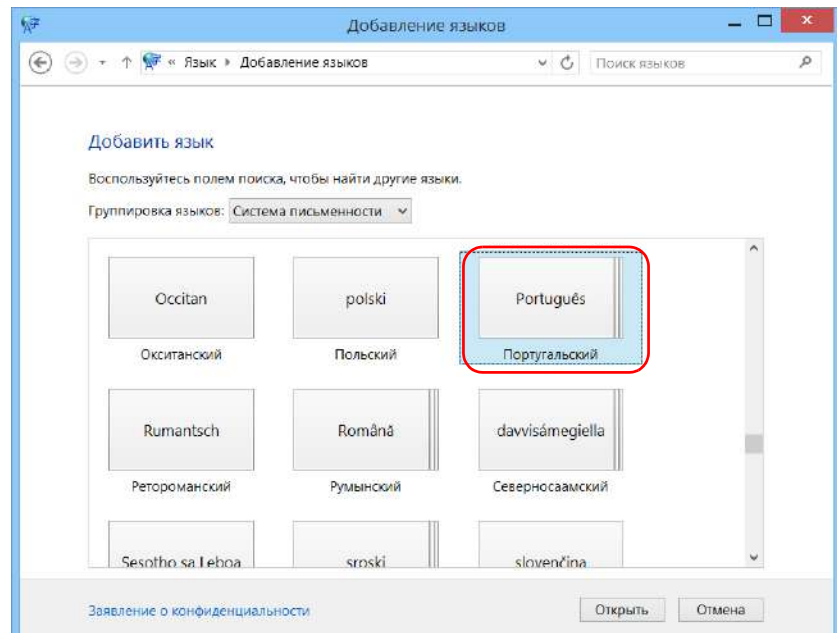 Добавление языков
« Язык Добавление языков
Поиск языков
Добавить язык
Воспользуйтесь полем поиска, чтобы найти другие языки.
Группировка языков: Система письменности
Occitan polski Português
Окситанский Польский Португальский
Rumantsch Română davvisámegiella
Ретороманский Румынский Северносаамский
Sesotho sa Leboa srpski slovenčina
Заявление о конфиденциальности
Открыть Отмена